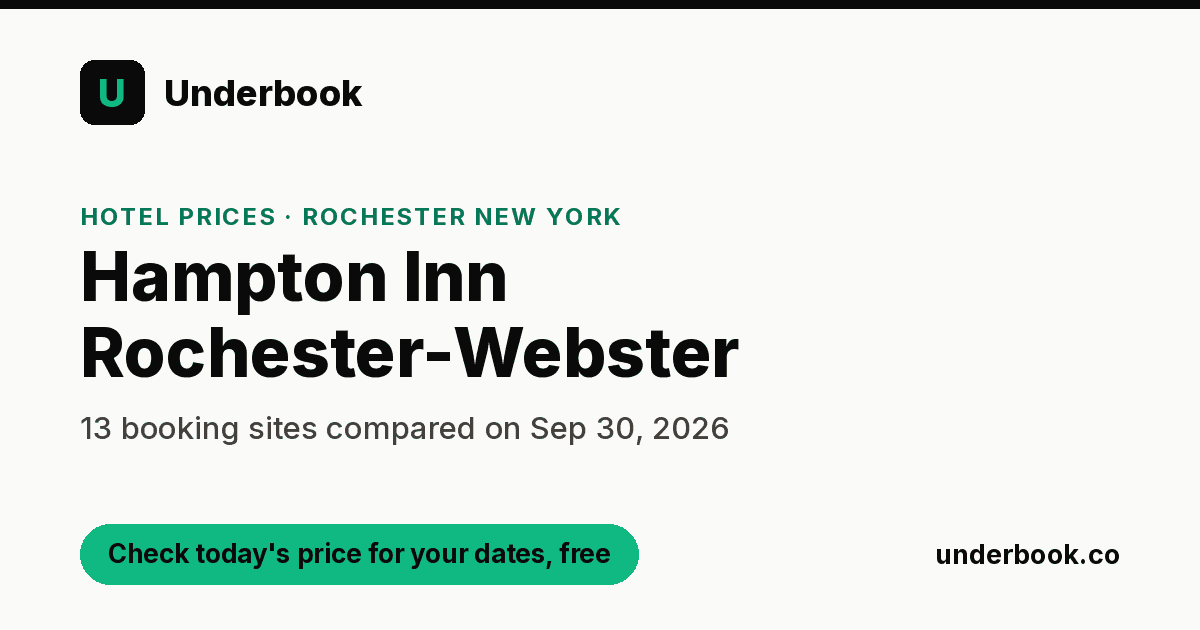 U
Underbook
HOTEL PRICES · ROCHESTER NEW YORK
Hampton Inn
Rochester-Webster
13 booking sites compared on Sep 30, 2026
Check today's price for your dates, free
underbook.co